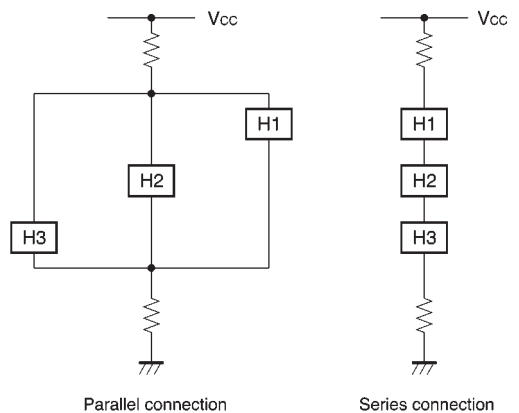 Vcc
Vcc
H1
H1
H2
H2
H3
H3
Parallel connection
Series connection